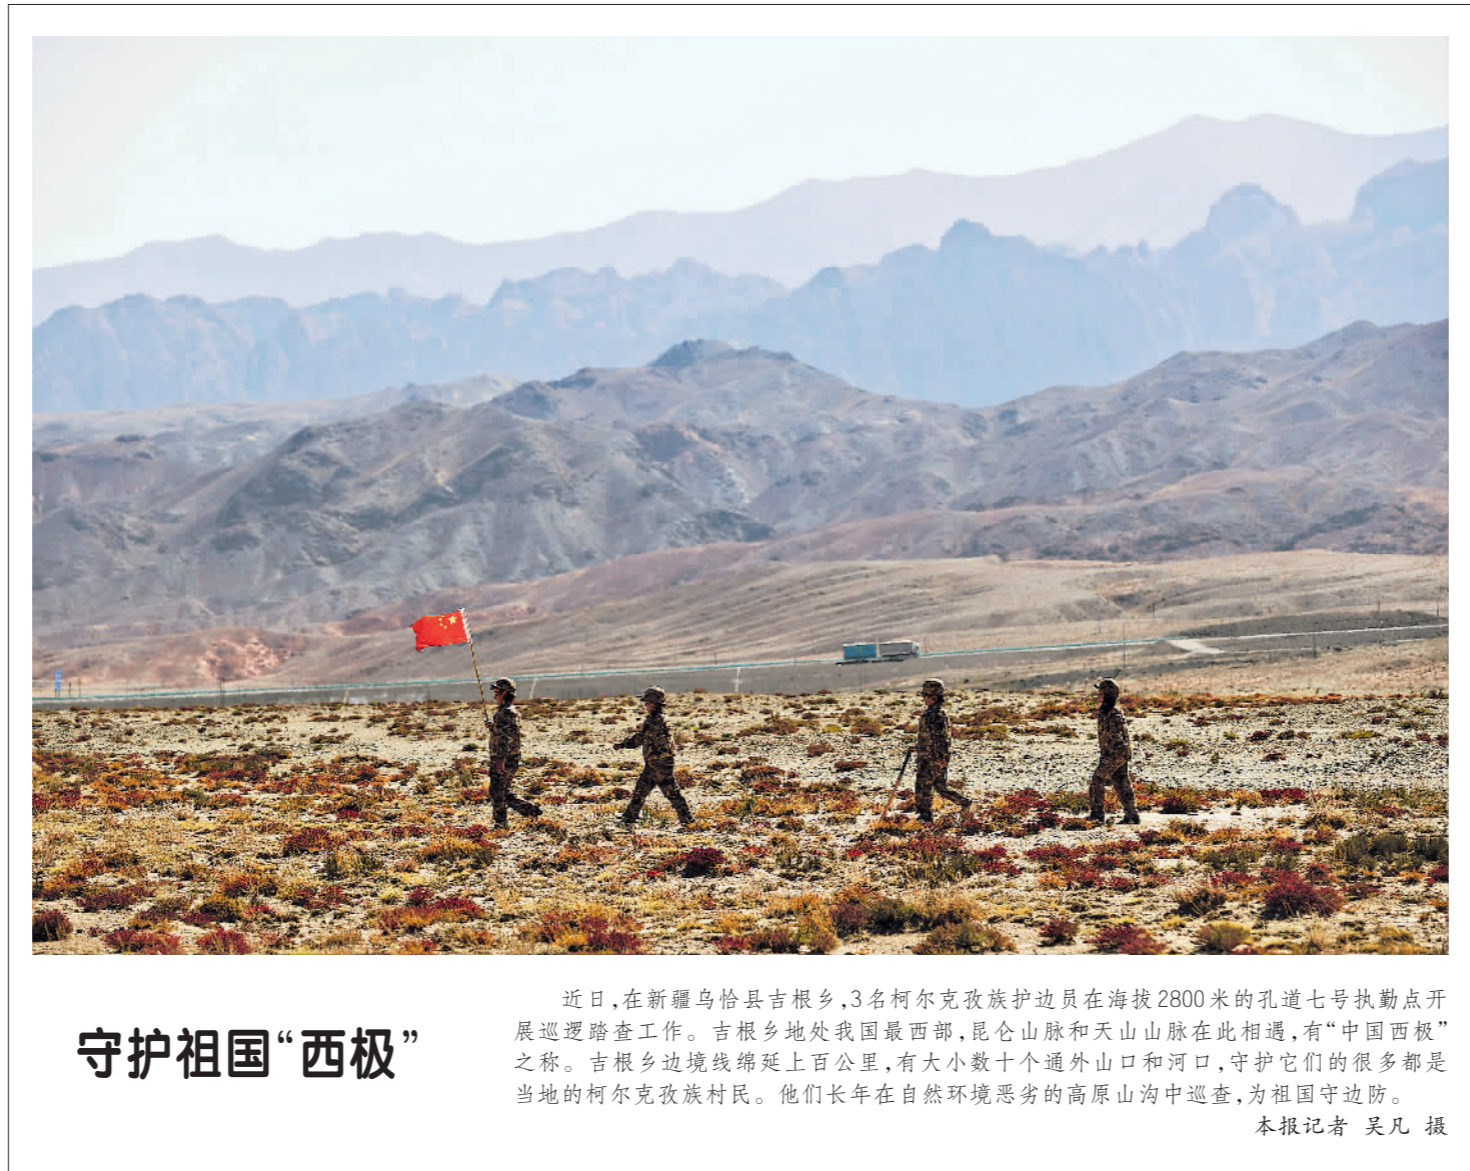 守护祖国“西极”
近日,在新疆乌恰县吉根乡,3名柯尔克孜族护边员在海拔2800米的孔道七号执勤点开
展巡逻踏查工作。吉根乡地处我国最西部,昆仑山脉和天山山脉在此相遇,有“中国西极”
之称。吉根乡边境线绵延上百公里,有大小数十个通外山口和河口,守护它们的很多都是
当地的柯尔克孜族村民。他们长年在自然环境恶劣的高原山沟中巡查,为祖国守边防。
本报记者 吴凡 摄